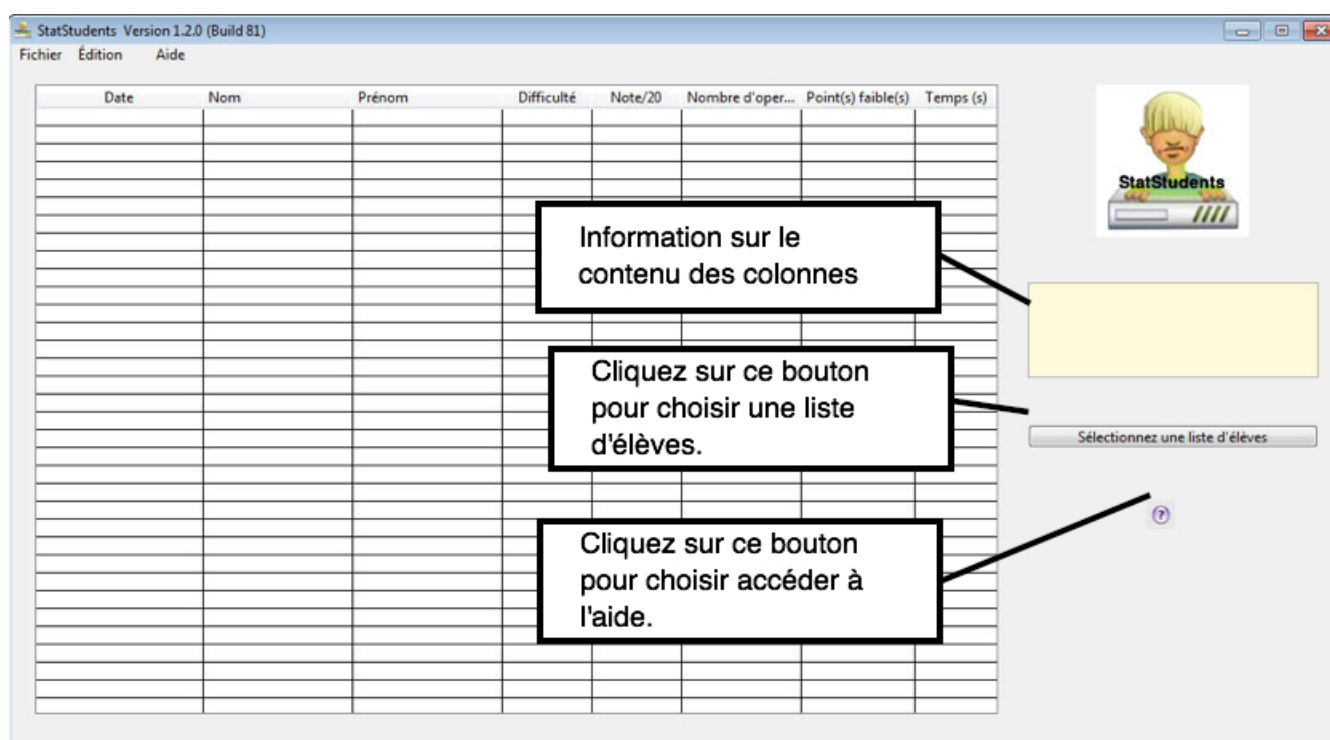 StatStudents Version 1.2.0 (Build 81)
Fichier Édition Aide
Date Nom Prénom Difficulté Note/20 Nombre d'oper... Point(s) faible(s) Temps (s)
StatStudents
Information sur le
contenu des colonnes
Cliquez sur ce bouton
pour choisir une liste
d'élèves.
Sélectionnez une liste d'élèves
?
Cliquez sur ce bouton
pour choisir accéder à
l'aide.